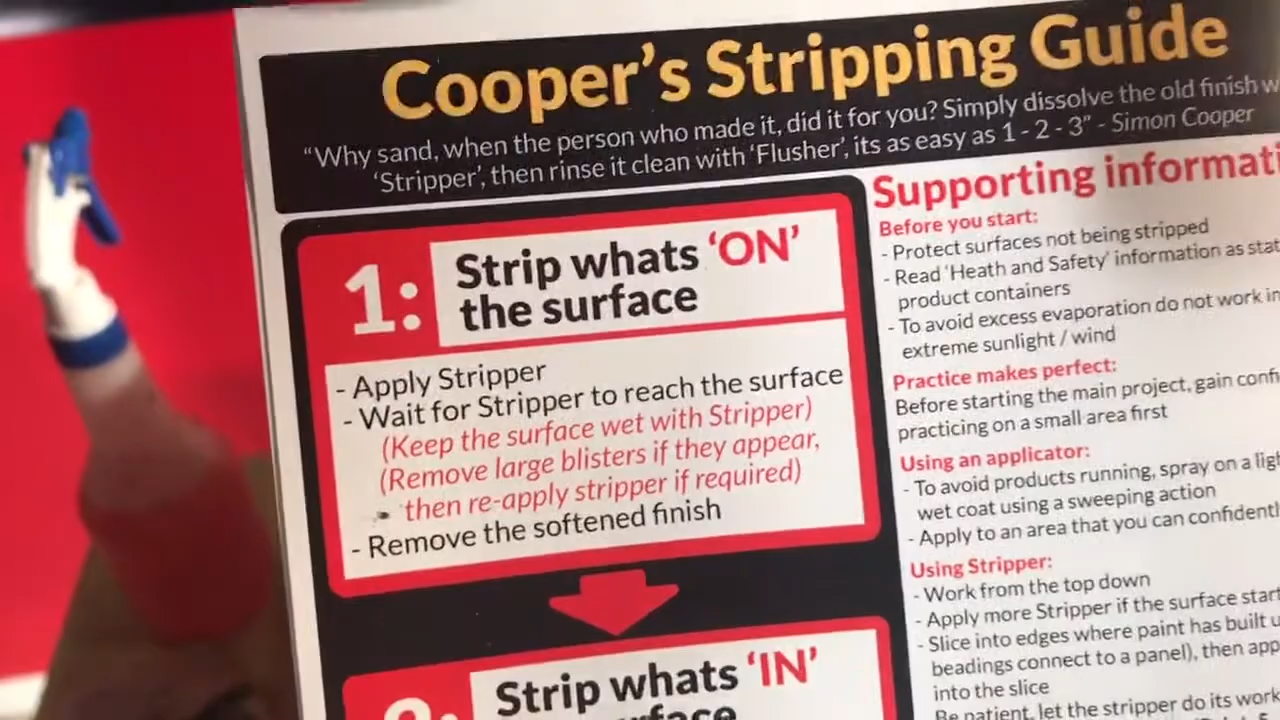 Cooper's Stripping Guide
“Why sand, when the person who made it, did it for you? Simply dissolve the old finish
‘Stripper’, then rinse it clean with ‘Flusher’, its as easy as 1 - 2 - 3” - Simon Cooper
1: Strip whats ‘ON’
the surface
- Apply Stripper
- Wait for Stripper to reach the surface
(Keep the surface wet with Stripper)
(Remove large blisters if they appear,
then re-apply stripper if required)
- Remove the softened finish
Strip whats ‘IN’
Supporting
Before you start:
- Protect surfaces not being stripped
- Read ‘Heath and Safety’ information as
product containers
- To avoid excess evaporation do not work in
extreme sunlight / wind
Practice makes perfect:
Before starting the main project, gain
practicing on a small area first
Using an applicator:
- To avoid products running, spray on a
wet coat using a sweeping action
- Apply to an area that you can
Using Stripper:
- Work from the top down
- Apply more Stripper if the surface
- Slice into edges where paint has built
beadings connect to a panel), then
into the slice
Be patient, let the stripper do its work